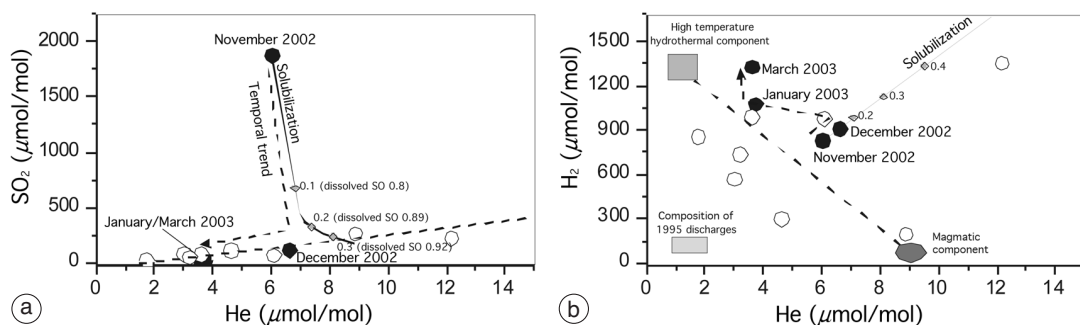 2000
1500
1000
500
0
SO₂ (μmol/mol)
November 2002
Solubilization
Temporal trend
0.1 (dissolved SO 0.8)
0.2 (dissolved SO 0.89)
0.3 (dissolved SO 0.92)
January/March 2003
December 2002
0 2 4 6 8 10 12 14
He (μmol/mol)
a
1500
1200
900
600
300
0
H₂ (μmol/mol)
High temperature
hydrothermal component
March 2003
January 2003
Solubilization
0.4
0.3
0.2
December 2002
November 2002
Composition of
1995 discharges
Magmatic
component
0 2 4 6 8 10 12 14
He (μmol/mol)
b